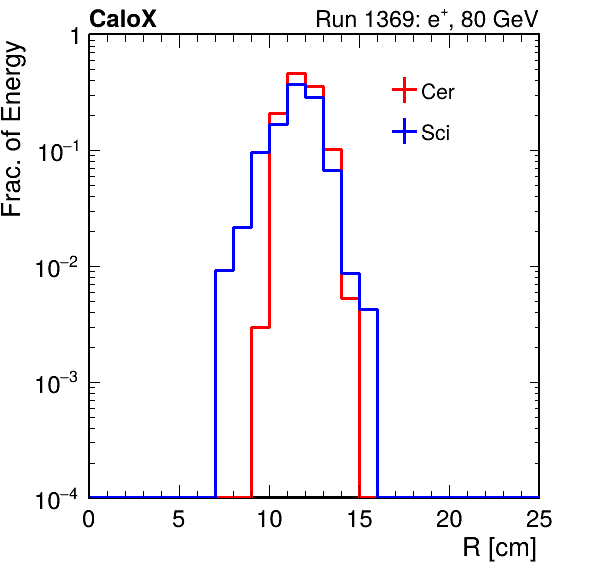 CaloX Run 1369: e⁺, 80 GeV
Frac. of Energy
1
10⁻¹
10⁻²
10⁻³
10⁻⁴
Cer
Sci
0 5 10 15 20 25
R [cm]